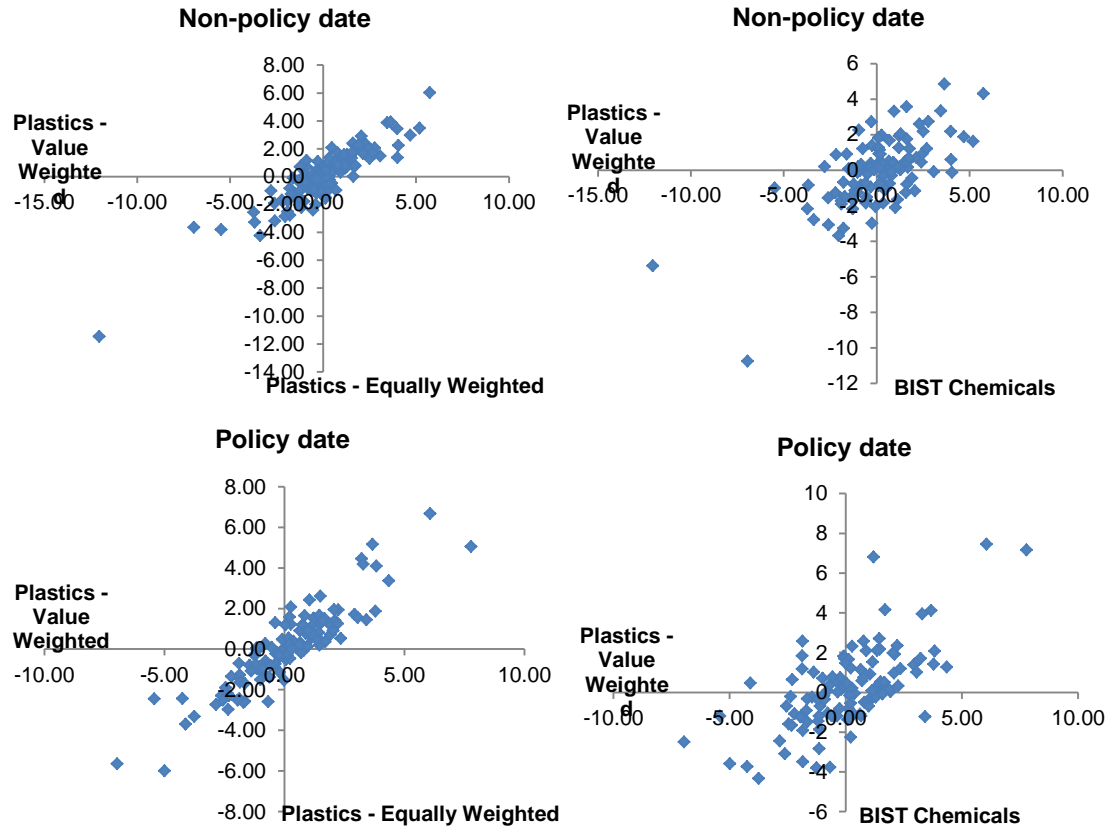 Non-policy date
8.00
6.00
4.00
2.00
0.00
-2.00
-4.00
-6.00
-8.00
-10.00
-12.00
-14.00
-15.00
-10.00
-5.00
0.00
5.00
10.00
Plastics -
Value
Weighte
d
Plastics - Equally Weighted
Non-policy date
6
4
2
0
-2
-4
-6
-8
-10
-12
-15.00
-10.00
-5.00
0.00
5.00
10.00
Plastics -
Value
Weighte
d
BIST Chemicals
Policy date
8.00
6.00
4.00
2.00
0.00
-2.00
-4.00
-6.00
-8.00
-10.00
-5.00
0.00
5.00
10.00
Plastics -
Value
Weighted
Plastics - Equally Weighted
Policy date
10
8
6
4
2
0
-2
-4
-6
-10.00
-5.00
0.00
5.00
10.00
Plastics -
Value
Weighte
d
BIST Chemicals